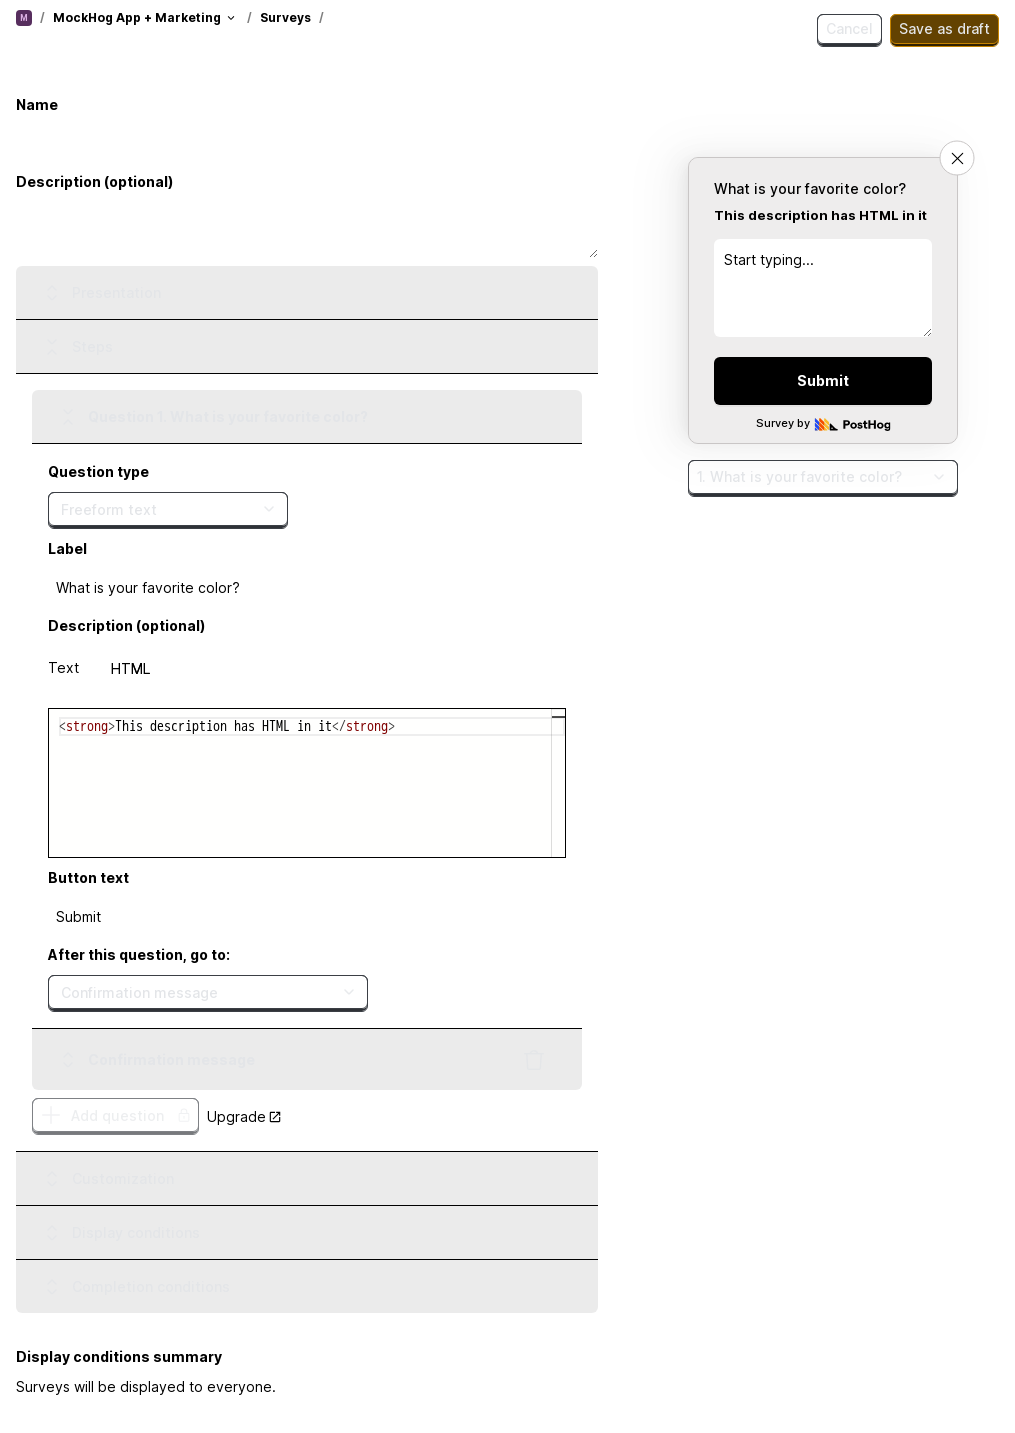 M / MockHog App + Marketing / Surveys /
Cancel Save as draft
Name
Description (optional)
Presentation
Steps
Question 1. What is your favorite color?
Question type
Freeform text
Label
What is your favorite color?
Description (optional)
Text HTML
<strong>This description has HTML in it</strong>
Button text
Submit
After this question, go to:
Confirmation message
Confirmation message
Add question Upgrade
Customization
Display conditions
Completion conditions
Display conditions summary
Surveys will be displayed to everyone.
What is your favorite color?
This description has HTML in it
Start typing...
Submit
Survey by PostHog
1. What is your favorite color?